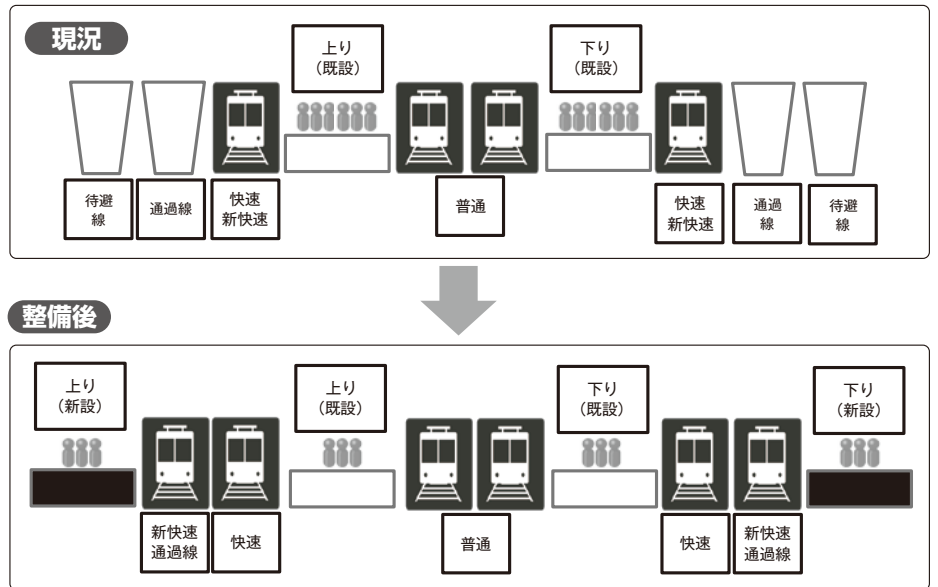 現況
上り
（既設）
下り
（既設）
待避
線
通過線
快速
新快速
普通
快速
新快速
通過
線
待避
線
整備後
上り
（新設）
上り
（既設）
下り
（既設）
下り
（新設）
新快速
通過線
快速
普通
快速
新快速
通過線